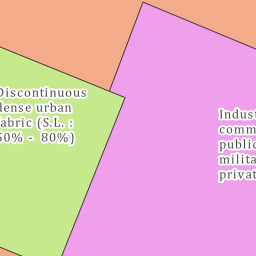 Discontinuous
dense urban
fabric (S.L. :
50% - 80%)
Indust
comm
public
milita
privat